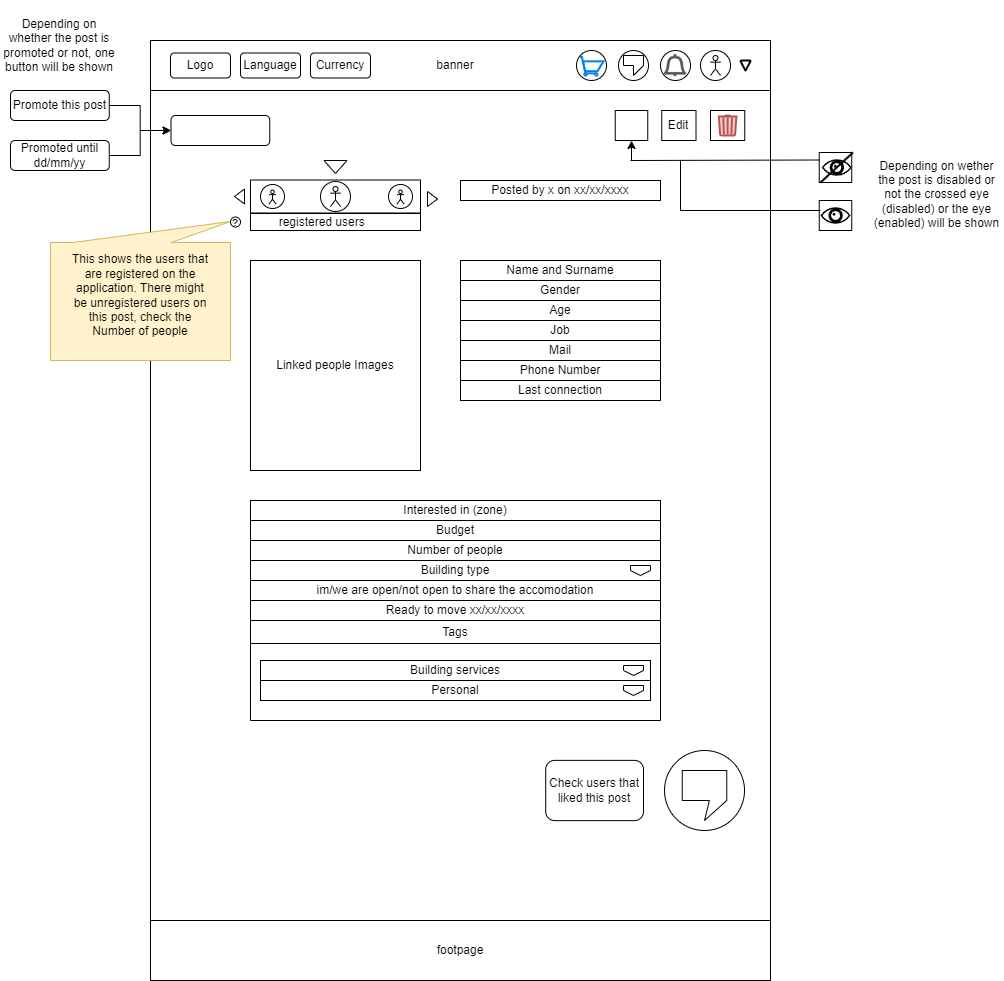 Depending on
whether the post is
promoted or not, one
button will be shown
Logo
Language
Currency
banner
Promote this post
Promoted until
dd/mm/yy
Edit
Depending on wether
the post is disabled or
not the crossed eye
(disabled) or the eye
(enabled) will be shown
Posted by x on xx/xx/xxxx
registered users
?
This shows the users that
are registered on the
application. There might
be unregistered users on
this post, check the
Number of people
Linked people Images
Name and Surname
Gender
Age
Job
Mail
Phone Number
Last connection
Interested in (zone)
Budget
Number of people
Building type
im/we are open/not open to share the accomodation
Ready to move xx/xx/xxxx
Tags
Building services
Personal
Check users that
liked this post
footpage